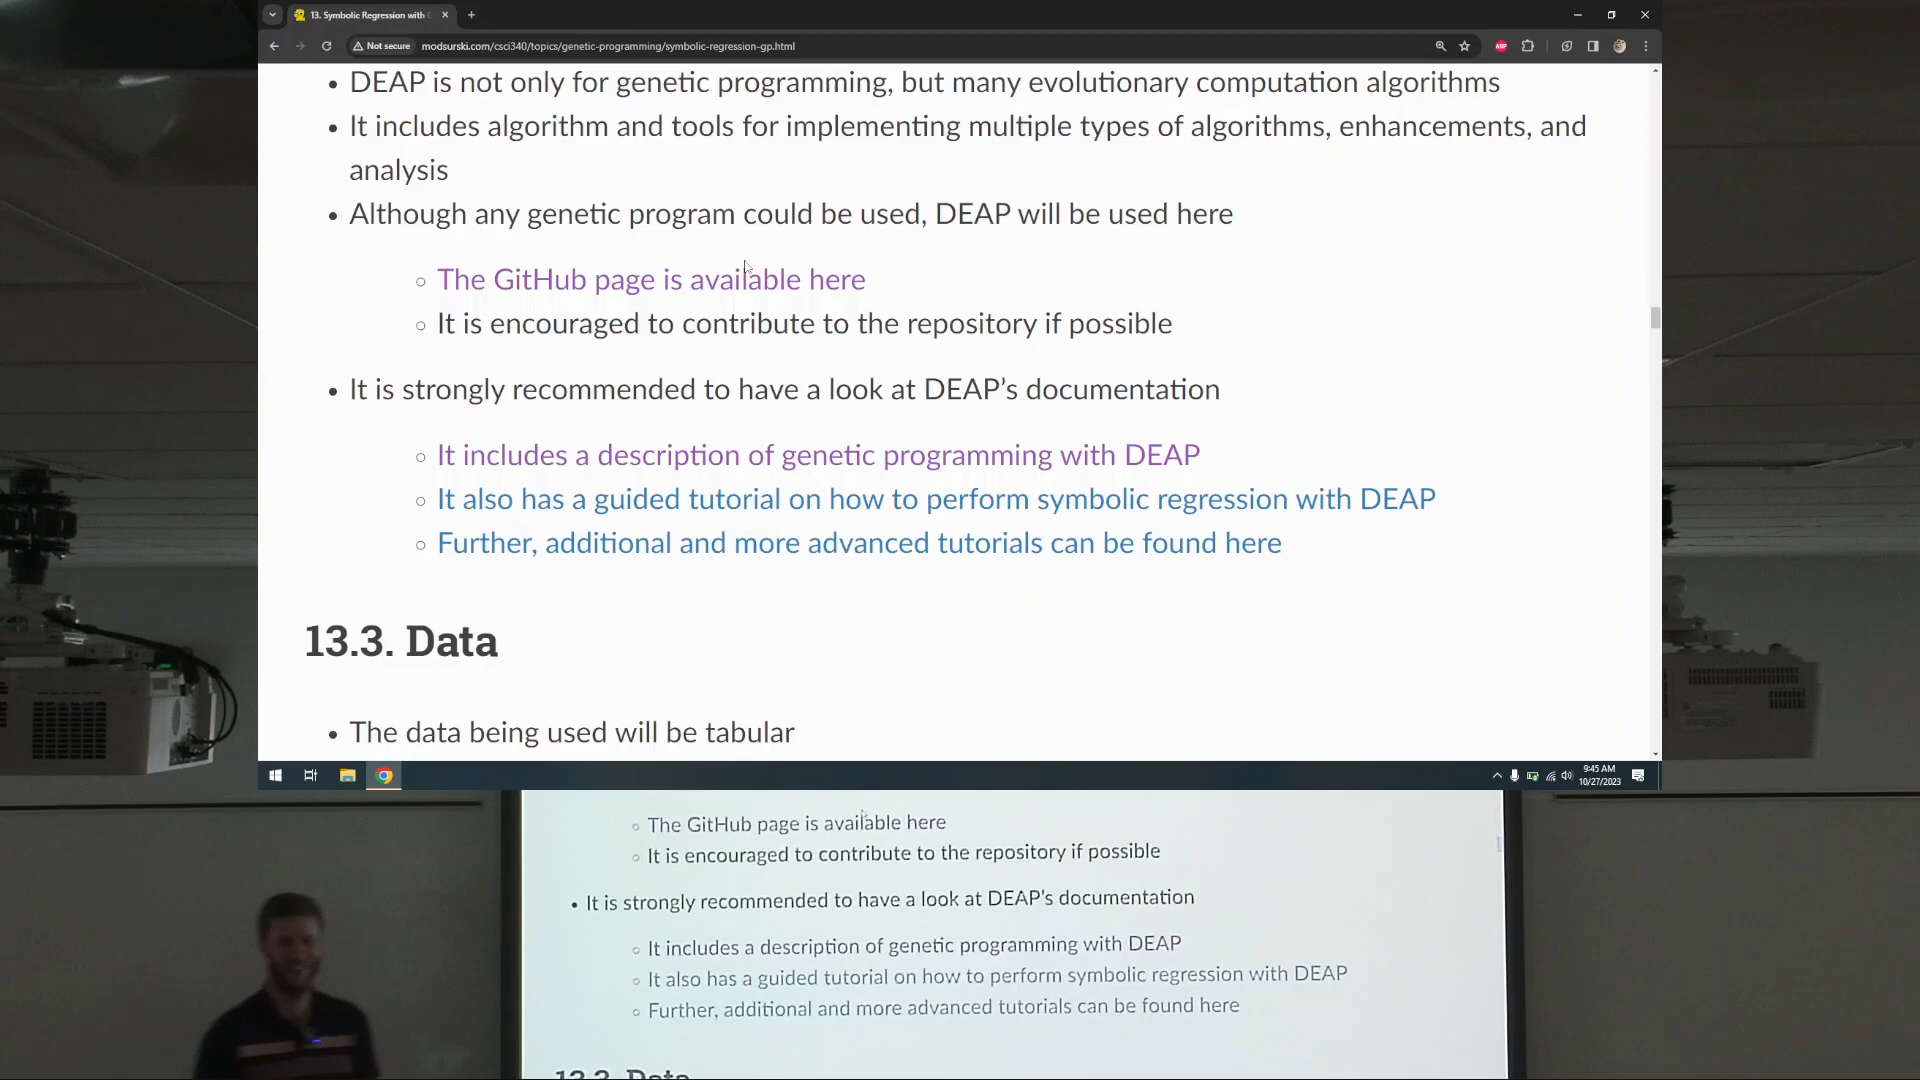 13. Symbolic Regression with G
Not secure
modsurski.com/csci340/topics/genetic-programming/symbolic-regression-gp.html
ABP
• DEAP is not only for genetic programming, but many evolutionary computation algorithms
• It includes algorithm and tools for implementing multiple types of algorithms, enhancements, and
analysis
• Although any genetic program could be used, DEAP will be used here
○ The GitHub page is available here
○ It is encouraged to contribute to the repository if possible
• It is strongly recommended to have a look at DEAP’s documentation
○ It includes a description of genetic programming with DEAP
○ It also has a guided tutorial on how to perform symbolic regression with DEAP
○ Further, additional and more advanced tutorials can be found here
13.3. Data
• The data being used will be tabular
9:45 AM
10/27/2023
○ The GitHub page is available here
○ It is encouraged to contribute to the repository if possible
• It is strongly recommended to have a look at DEAP's documentation
○ It includes a description of genetic programming with DEAP
○ It also has a guided tutorial on how to perform symbolic regression with DEAP
○ Further, additional and more advanced tutorials can be found here
13.3. Data